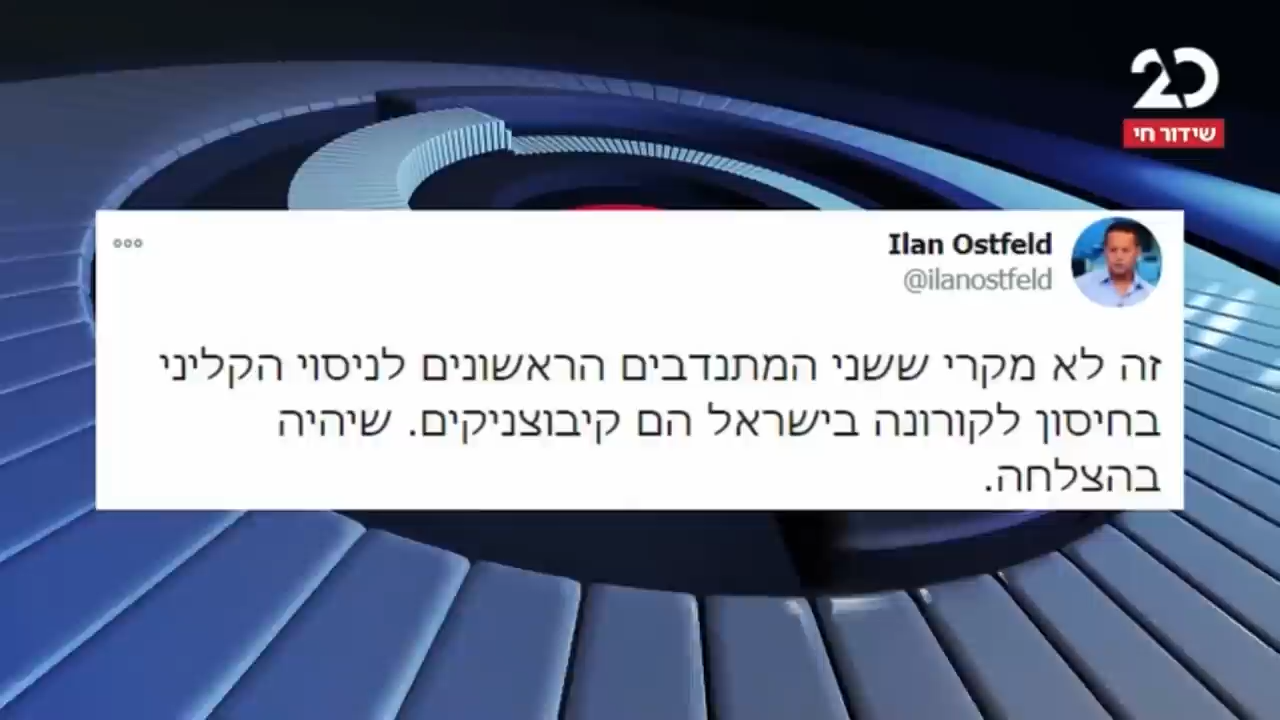 20
שידור חי
Ilan Ostfeld
@ilanostfeld
זה לא מקרי ששני המתנדבים הראשונים לניסוי הקליני
בחיסון לקורונה בישראל הם קיבוצניקים. שיהיה
בהצלחה.